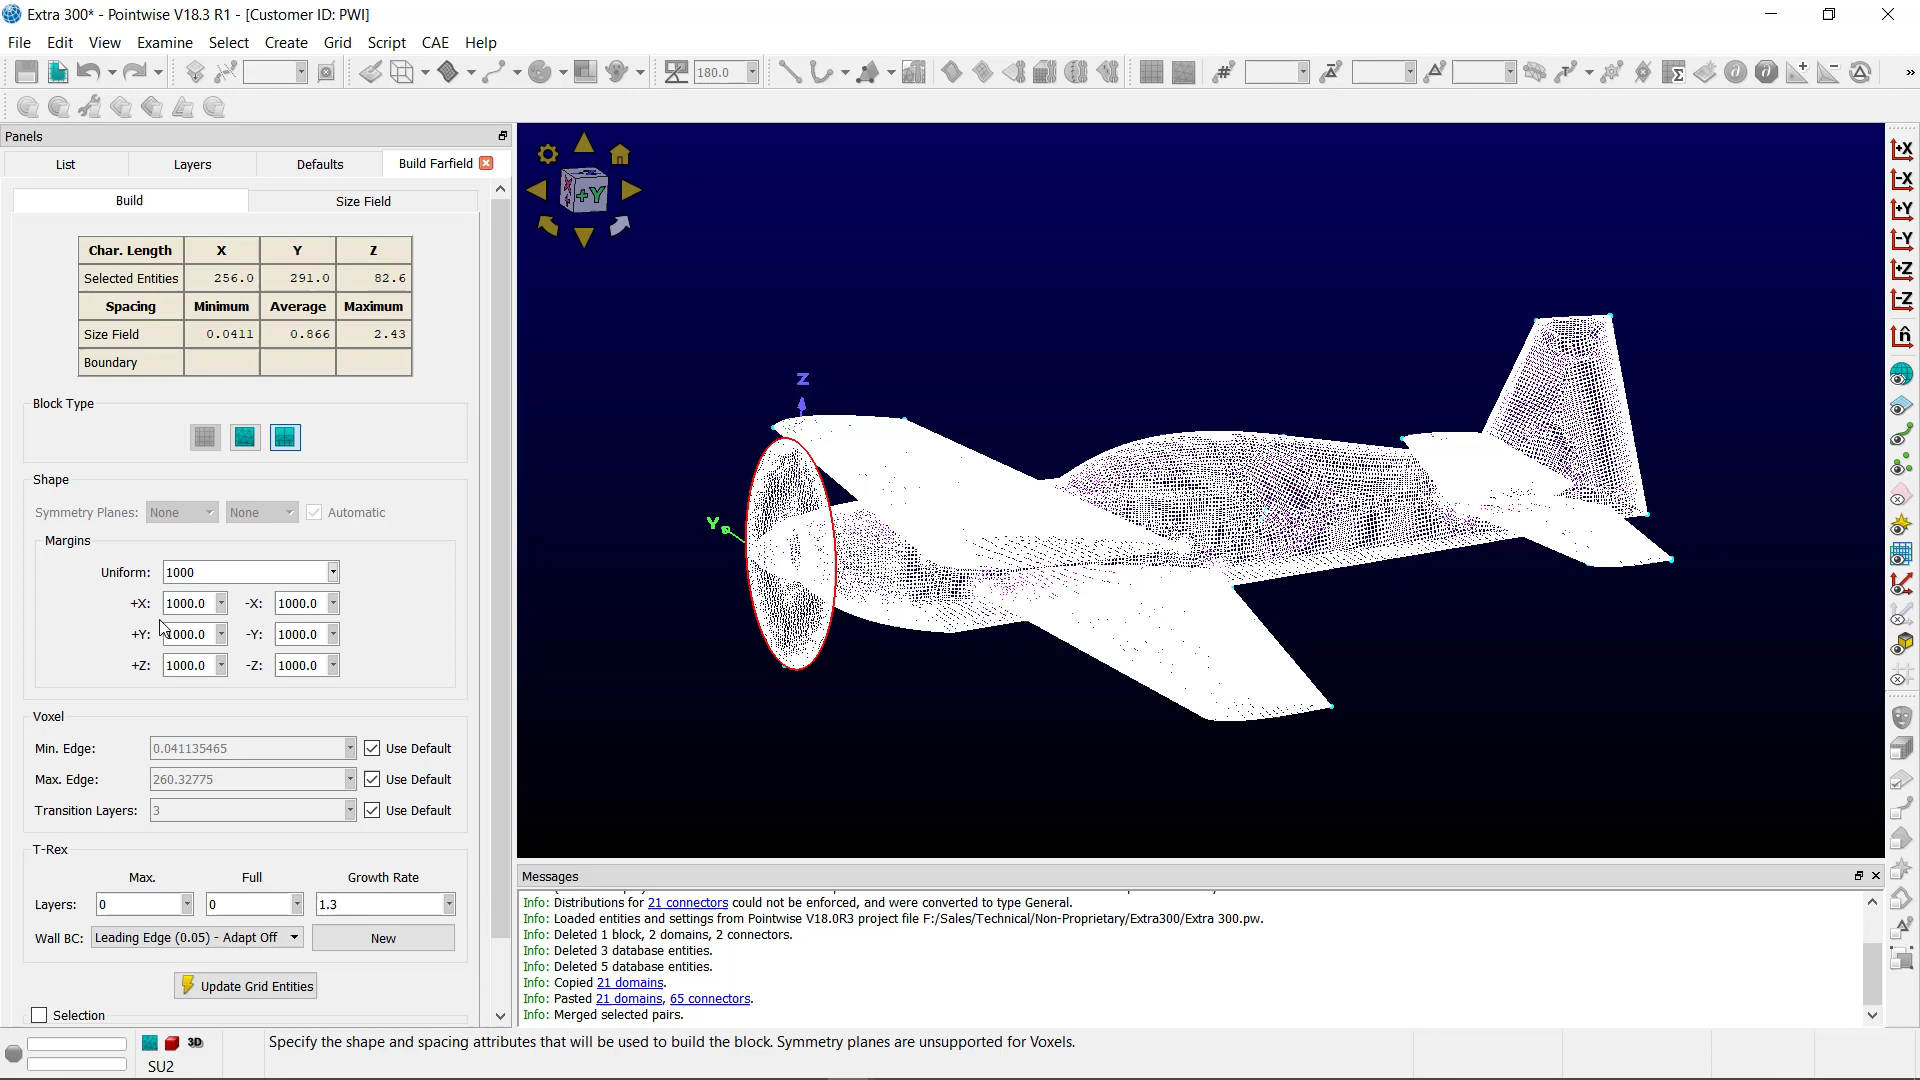 Extra 300* - Pointwise V18.3 R1 - [Customer ID: PWI]
File Edit View Examine Select Create Grid Script CAE Help
180.0
»
Panels
List Layers Defaults Build Farfield
Build Size Field
Char. Length X Y Z
Selected Entities 256.0 291.0 82.6
Spacing Minimum Average Maximum
Size Field 0.0411 0.866 2.43
Boundary
Block Type
Shape
Symmetry Planes: None None Automatic
Margins
Uniform: 1000
+X: 1000.0 -X: 1000.0
+Y: 1000.0 -Y: 1000.0
+Z: 1000.0 -Z: 1000.0
Voxel
Min. Edge: 0.041135465 Use Default
Max. Edge: 260.32775 Use Default
Transition Layers: 3 Use Default
T-Rex
Max. Full Growth Rate
Layers: 0 0 1.3
Wall BC: Leading Edge (0.05) - Adapt Off New
Update Grid Entities
Selection
+Y
Z
Y
+X
-X
+Y
-Y
+Z
-Z
n̂
Messages
Info: Distributions for 21 connectors could not be enforced, and were converted to type General.
Info: Loaded entities and settings from Pointwise V18.0R3 project file F:/Sales/Technical/Non-Proprietary/Extra300/Extra 300.pw.
Info: Deleted 1 block, 2 domains, 2 connectors.
Info: Deleted 3 database entities.
Info: Deleted 5 database entities.
Info: Copied 21 domains.
Info: Pasted 21 domains, 65 connectors.
Info: Merged selected pairs.
3D
SU2
Specify the shape and spacing attributes that will be used to build the block. Symmetry planes are unsupported for Voxels.